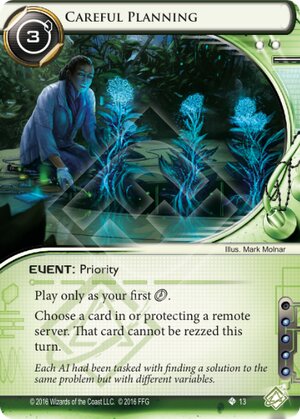 3
CAREFUL PLANNING
Illus. Mark Molnar
EVENT: Priority
Play only as your first 🕘.
Choose a card in or protecting a remote
server. That card cannot be rezzed this
turn.
Each AI had been tasked with finding a solution to the
same problem but with different variables.
© 2016 Wizards of the Coast LLC. © 2016 FFG
13